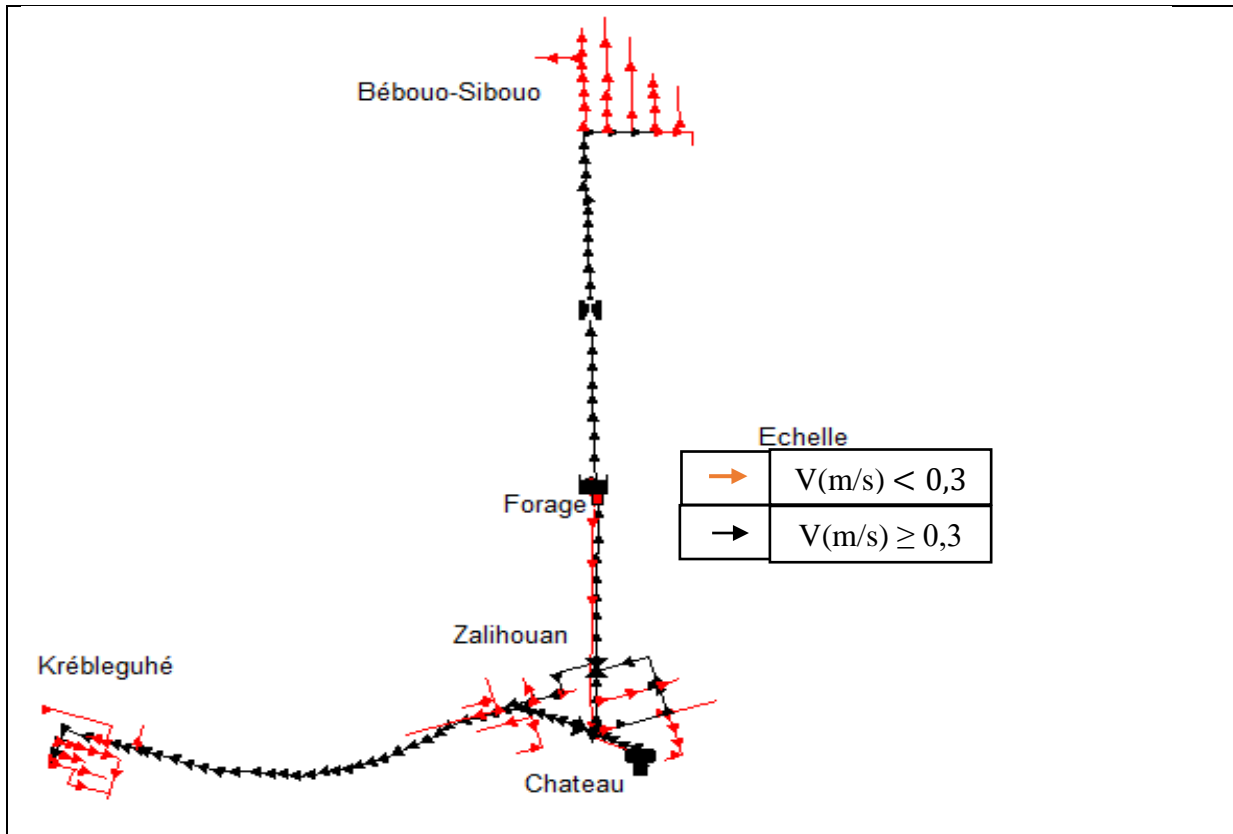 Bébouo-Sibouo
Echelle
V(m/s) < 0,3
V(m/s) ≥ 0,3
Forage
Zalihouan
Krébleguhé
Chateau